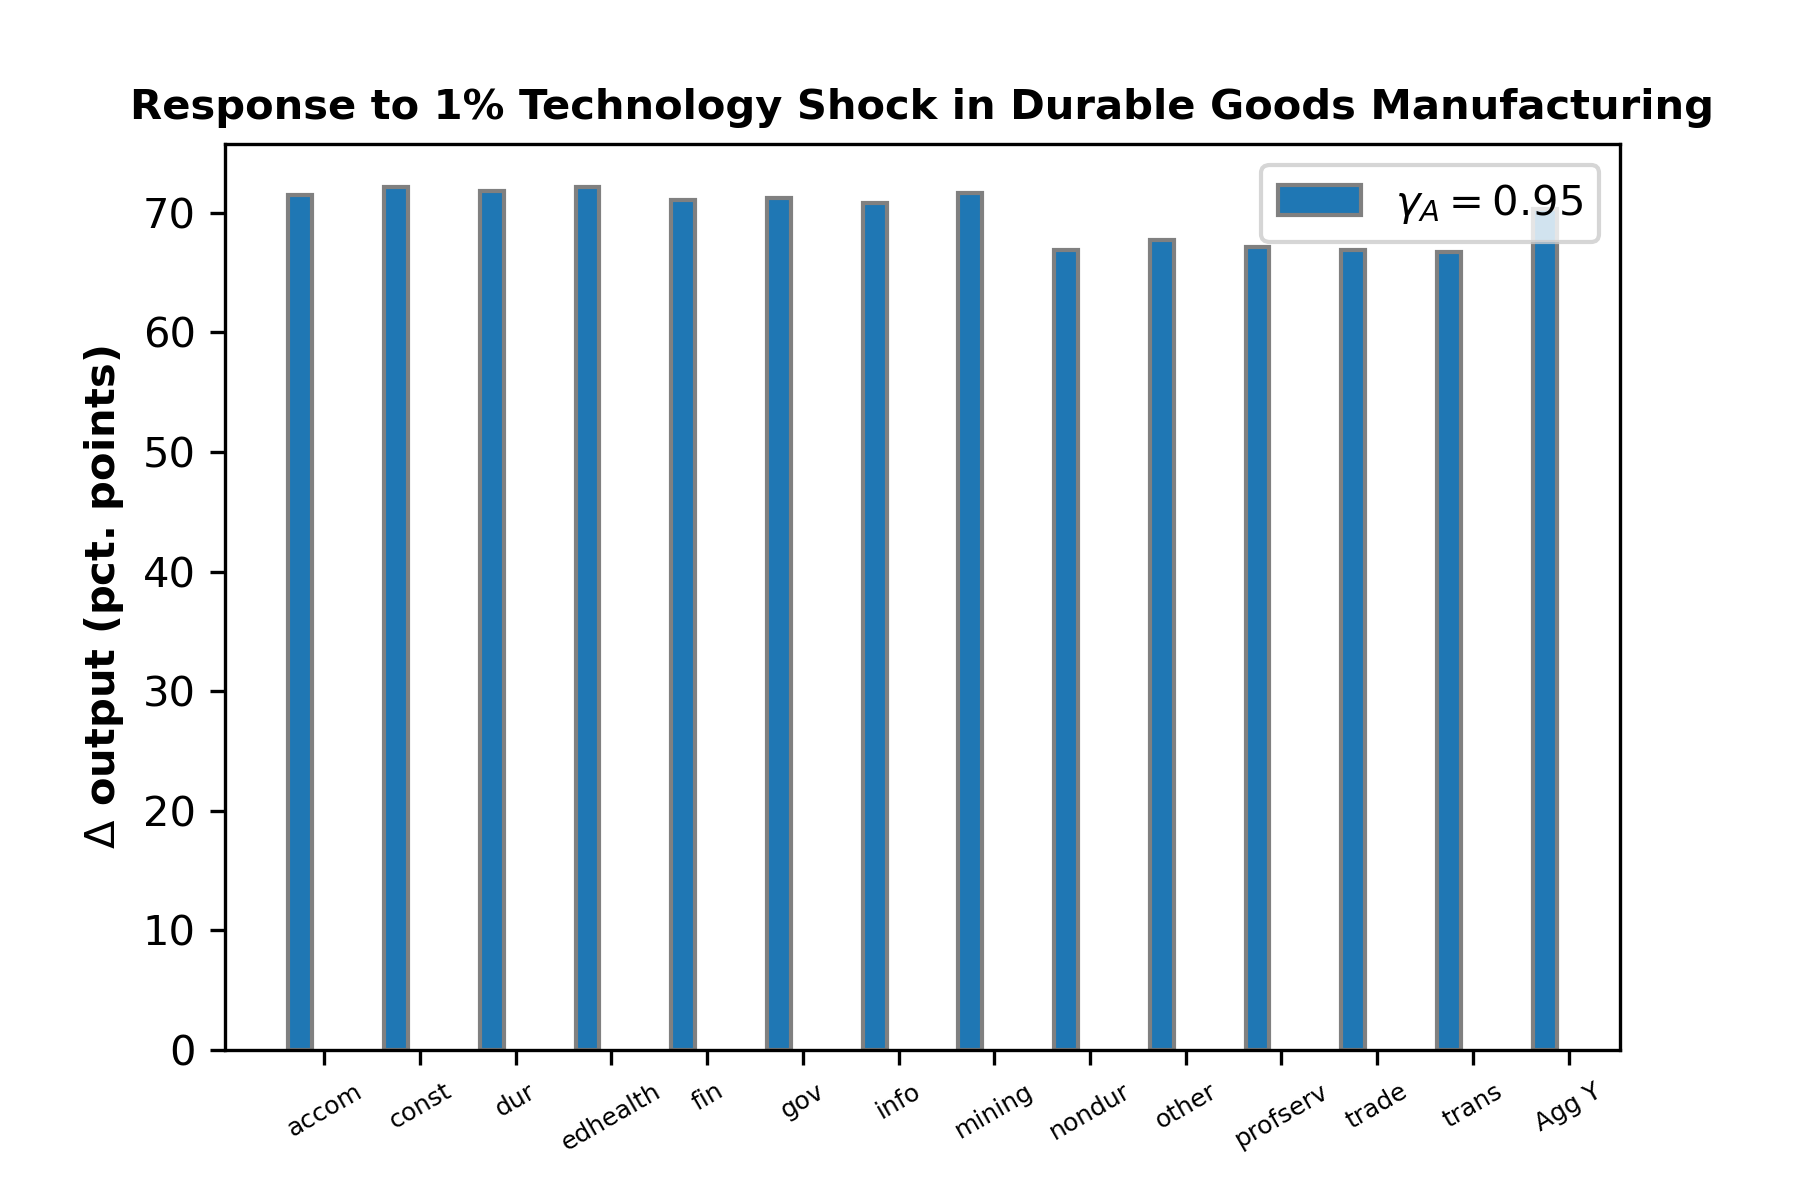 Response to 1% Technology Shock in Durable Goods Manufacturing
γ_A = 0.95
Δ output (pct. points)
70
60
50
40
30
20
10
0
accom
const
dur
edhealth
fin
gov
info
mining
nondur
other
profserv
trade
trans
Agg Y